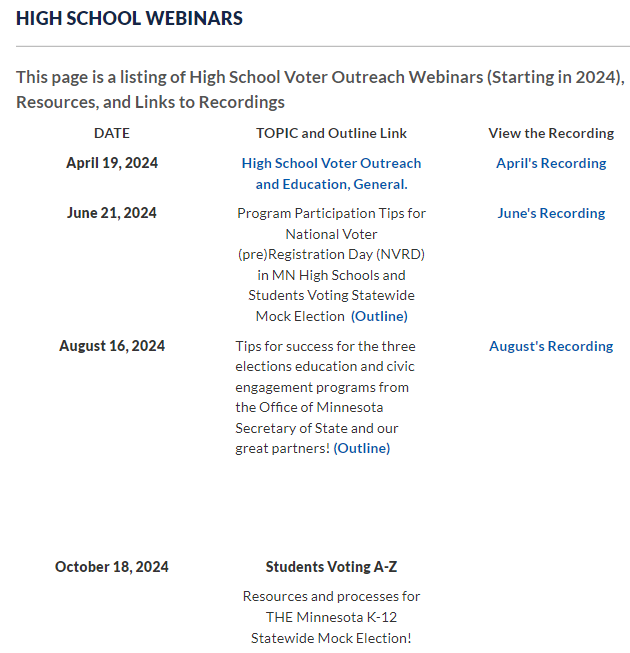 HIGH SCHOOL WEBINARS
This page is a listing of High School Voter Outreach Webinars (Starting in 2024),
Resources, and Links to Recordings
DATE TOPIC and Outline Link View the Recording
April 19, 2024 High School Voter Outreach April's Recording
and Education, General.
June 21, 2024 Program Participation Tips for June's Recording
National Voter
(pre)Registration Day (NVRD)
in MN High Schools and
Students Voting Statewide
Mock Election (Outline)
August 16, 2024 Tips for success for the three August's Recording
elections education and civic
engagement programs from
the Office of Minnesota
Secretary of State and our
great partners! (Outline)
October 18, 2024 Students Voting A-Z
Resources and processes for
THE Minnesota K-12
Statewide Mock Election!